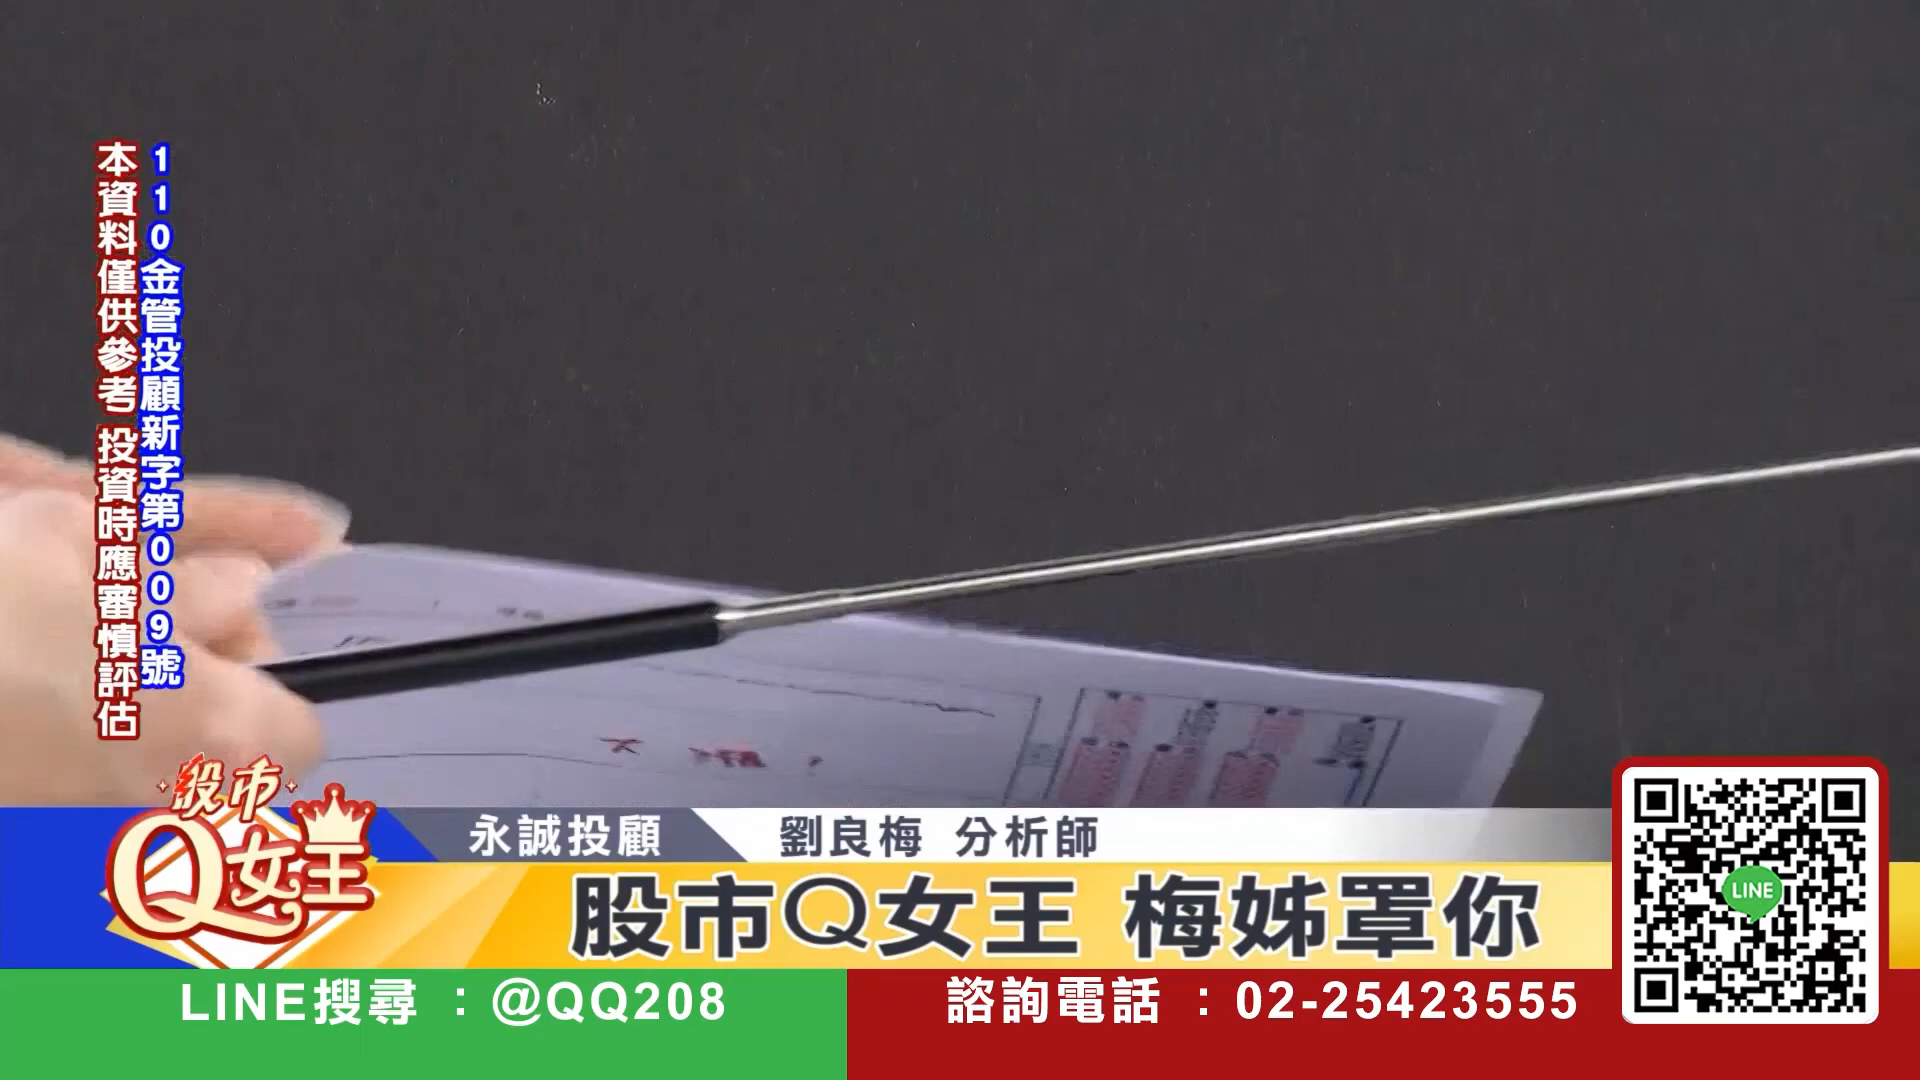 110金管投顧新字第009號
本資料僅供參考 投資時應審慎評估
股市
Q女王
永誠投顧
劉良梅 分析師
股市Q女王 梅姊罩你
LINE搜尋：@QQ208
諮詢電話：02-25423555
LINE